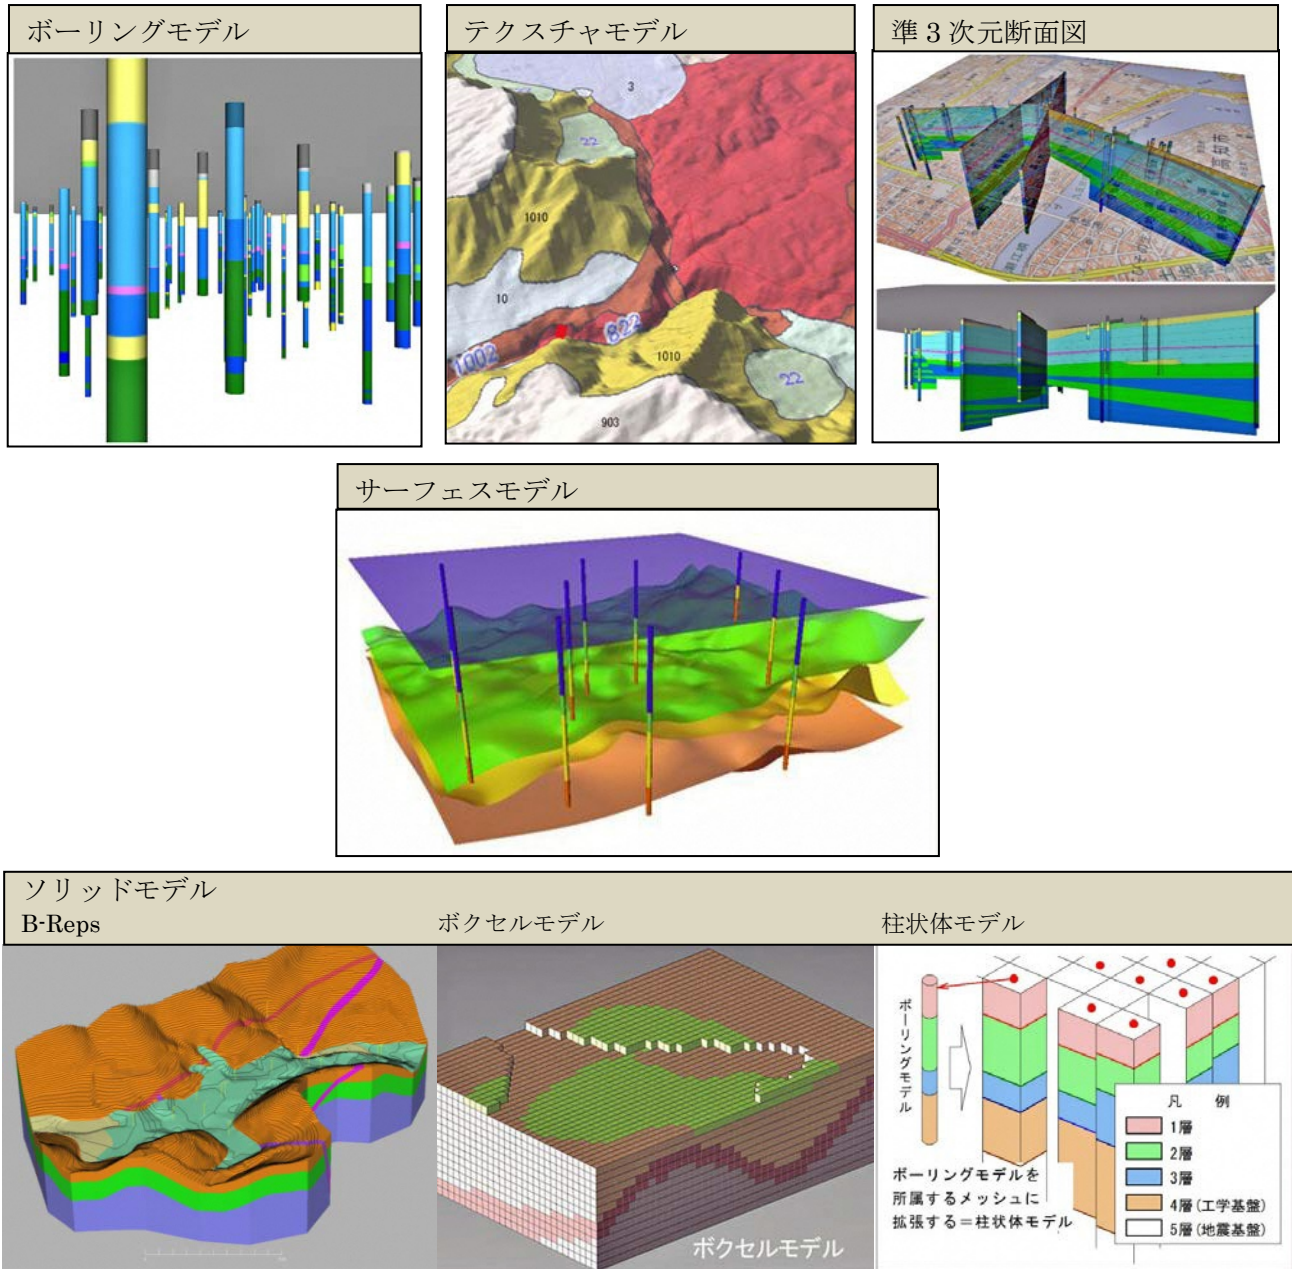 ボーリングモデル
テクスチャモデル
準3次元断面図
3
22
1010
10
1002
822
1010
22
903
サーフェスモデル
ソリッドモデル
B-Reps
ボクセルモデル
柱状体モデル
ボクセルモデル
ボーリングモデル
ボーリングモデルを
所属するメッシュに
拡張する=柱状体モデル
凡 例
1層
2層
3層
4層(工学基盤)
5層(地震基盤)